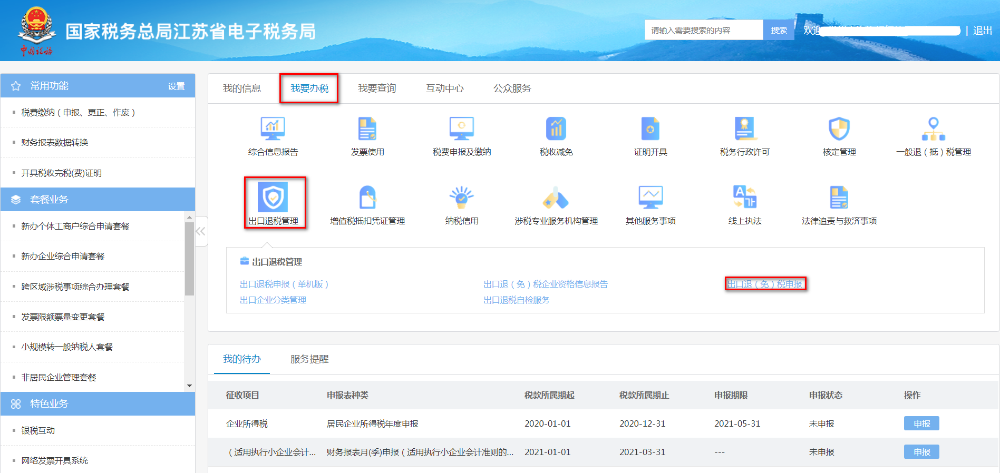 国家税务总局江苏省电子税务局
中国税务
请输入需要搜索的内容 搜索 欢迎 | 退出
常用功能 设置
税费缴纳（申报、更正、作废）
财务报表数据转换
开具税收完税(费)证明
套餐业务
新办个体工商户综合申请套餐
新办企业综合申请套餐
跨区域涉税事项综合办理套餐
发票限额票量变更套餐
小规模转一般纳税人套餐
非居民企业管理套餐
特色业务
银税互动
网络发票开具系统
我的信息 我要办税 我要查询 互动中心 公众服务
综合信息报告 发票使用 税费申报及缴纳 税收减免 证明开具 税务行政许可 核定管理 一般退（抵）税管理
出口退税管理 增值税抵扣凭证管理 纳税信用 涉税专业服务机构管理 其他服务事项 线上执法 法律追责与救济事项
出口退税管理
出口退税申报（单机版） 出口退（免）税企业资格信息报告 出口退（免）税申报
出口企业分类管理 出口退税自检服务
我的待办 服务提醒
征收项目 申报表种类 税款所属期起 税款所属期止 申报期限 申报状态 操作
企业所得税 居民企业所得税年度申报 2020-01-01 2020-12-31 2021-05-31 未申报 申报
（适用执行小企业会计... 财务报表月(季)申报（适用执行小企业会计准则的... 2021-01-01 2021-03-31 --- 未申报 申报